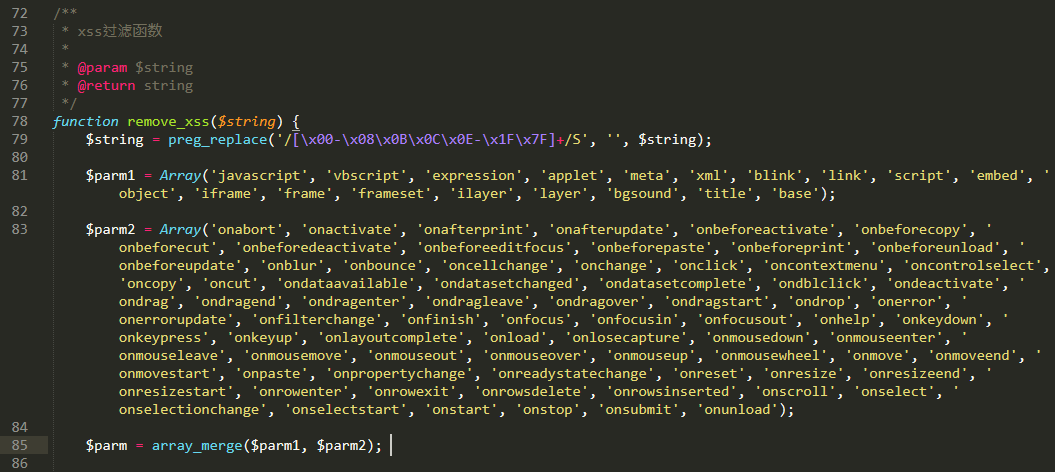 72 /**
73  * xss过滤函数
74  *
75  * @param $string
76  * @return string
77  */
78 function remove_xss($string) {
79     $string = preg_replace('/[\x00-\x08\x0B\x0C\x0E-\x1F\x7F]+/S', '', $string);
80
81     $parm1 = Array('javascript', 'vbscript', 'expression', 'applet', 'meta', 'xml', 'blink', 'link', 'script', 'embed', '
object', 'iframe', 'frame', 'frameset', 'ilayer', 'layer', 'bgsound', 'title', 'base');
82
83     $parm2 = Array('onabort', 'onactivate', 'onafterprint', 'onafterupdate', 'onbeforeactivate', 'onbeforecopy', '
onbeforecut', 'onbeforedeactivate', 'onbeforeeditfocus', 'onbeforepaste', 'onbeforeprint', 'onbeforeunload', '
onbeforeupdate', 'onblur', 'onbounce', 'oncellchange', 'onchange', 'onclick', 'oncontextmenu', 'oncontrolselect',
'oncopy', 'oncut', 'ondataavailable', 'ondatasetchanged', 'ondatasetcomplete', 'ondblclick', 'ondeactivate', '
ondrag', 'ondragend', 'ondragenter', 'ondragleave', 'ondragover', 'ondragstart', 'ondrop', 'onerror', '
onerrorupdate', 'onfilterchange', 'onfinish', 'onfocus', 'onfocusin', 'onfocusout', 'onhelp', 'onkeydown', '
onkeypress', 'onkeyup', 'onlayoutcomplete', 'onload', 'onlosecapture', 'onmousedown', 'onmouseenter', '
onmouseleave', 'onmousemove', 'onmouseout', 'onmouseover', 'onmouseup', 'onmousewheel', 'onmove', 'onmoveend', '
onmovestart', 'onpaste', 'onpropertychange', 'onreadystatechange', 'onreset', 'onresize', 'onresizeend', '
onresizestart', 'onrowenter', 'onrowexit', 'onrowsdelete', 'onrowsinserted', 'onscroll', 'onselect', '
onselectionchange', 'onselectstart', 'onstart', 'onstop', 'onsubmit', 'onunload');
84
85     $parm = array_merge($parm1, $parm2);
86